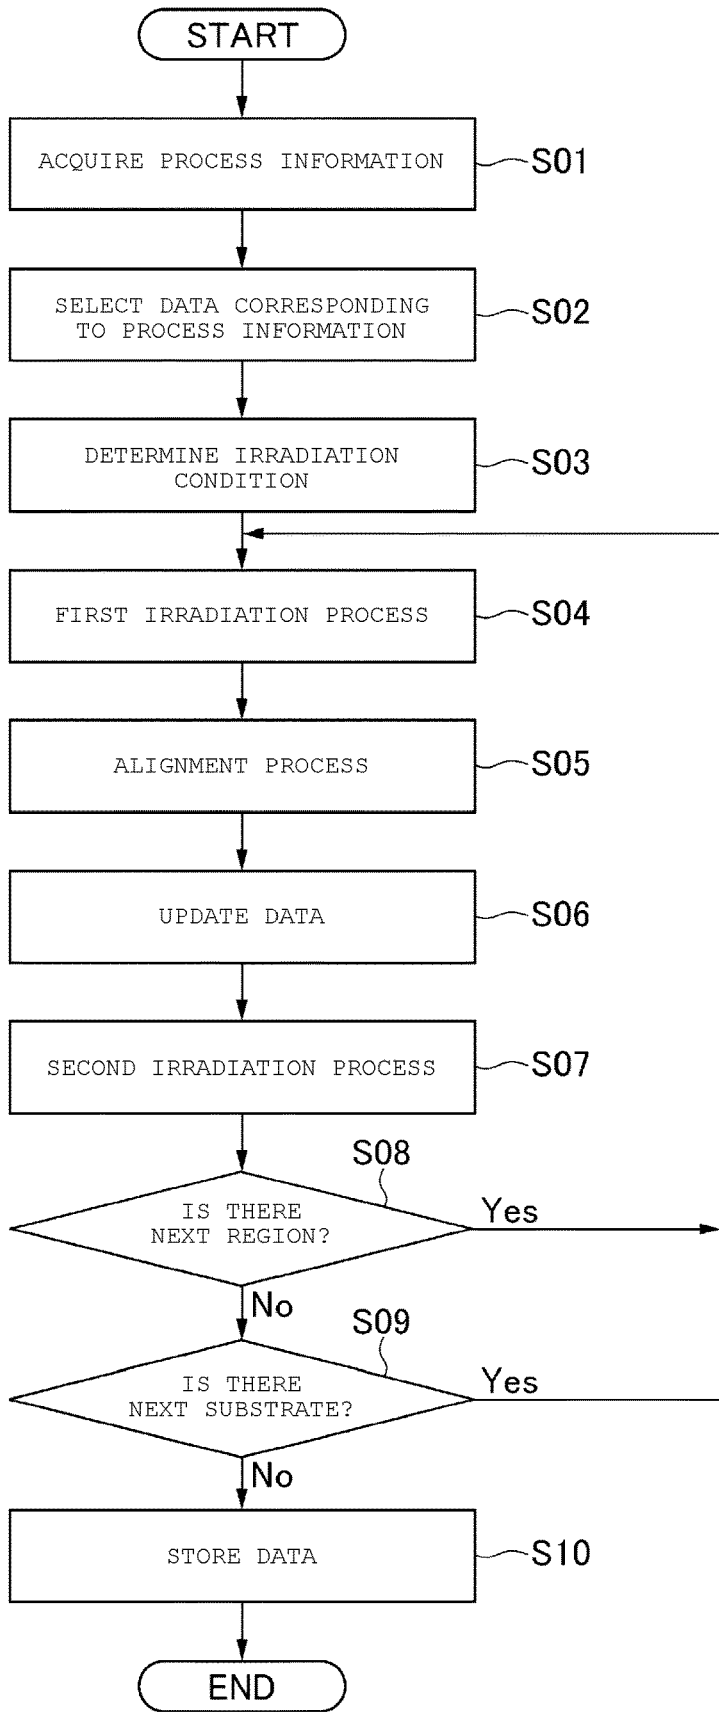 START
ACQUIRE PROCESS INFORMATION
S01
SELECT DATA CORRESPONDING
TO PROCESS INFORMATION
S02
DETERMINE IRRADIATION
CONDITION
S03
FIRST IRRADIATION PROCESS
S04
ALIGNMENT PROCESS
S05
UPDATE DATA
S06
SECOND IRRADIATION PROCESS
S07
S08
IS THERE
NEXT REGION?
Yes
No
S09
IS THERE
NEXT SUBSTRATE?
Yes
No
STORE DATA
S10
END